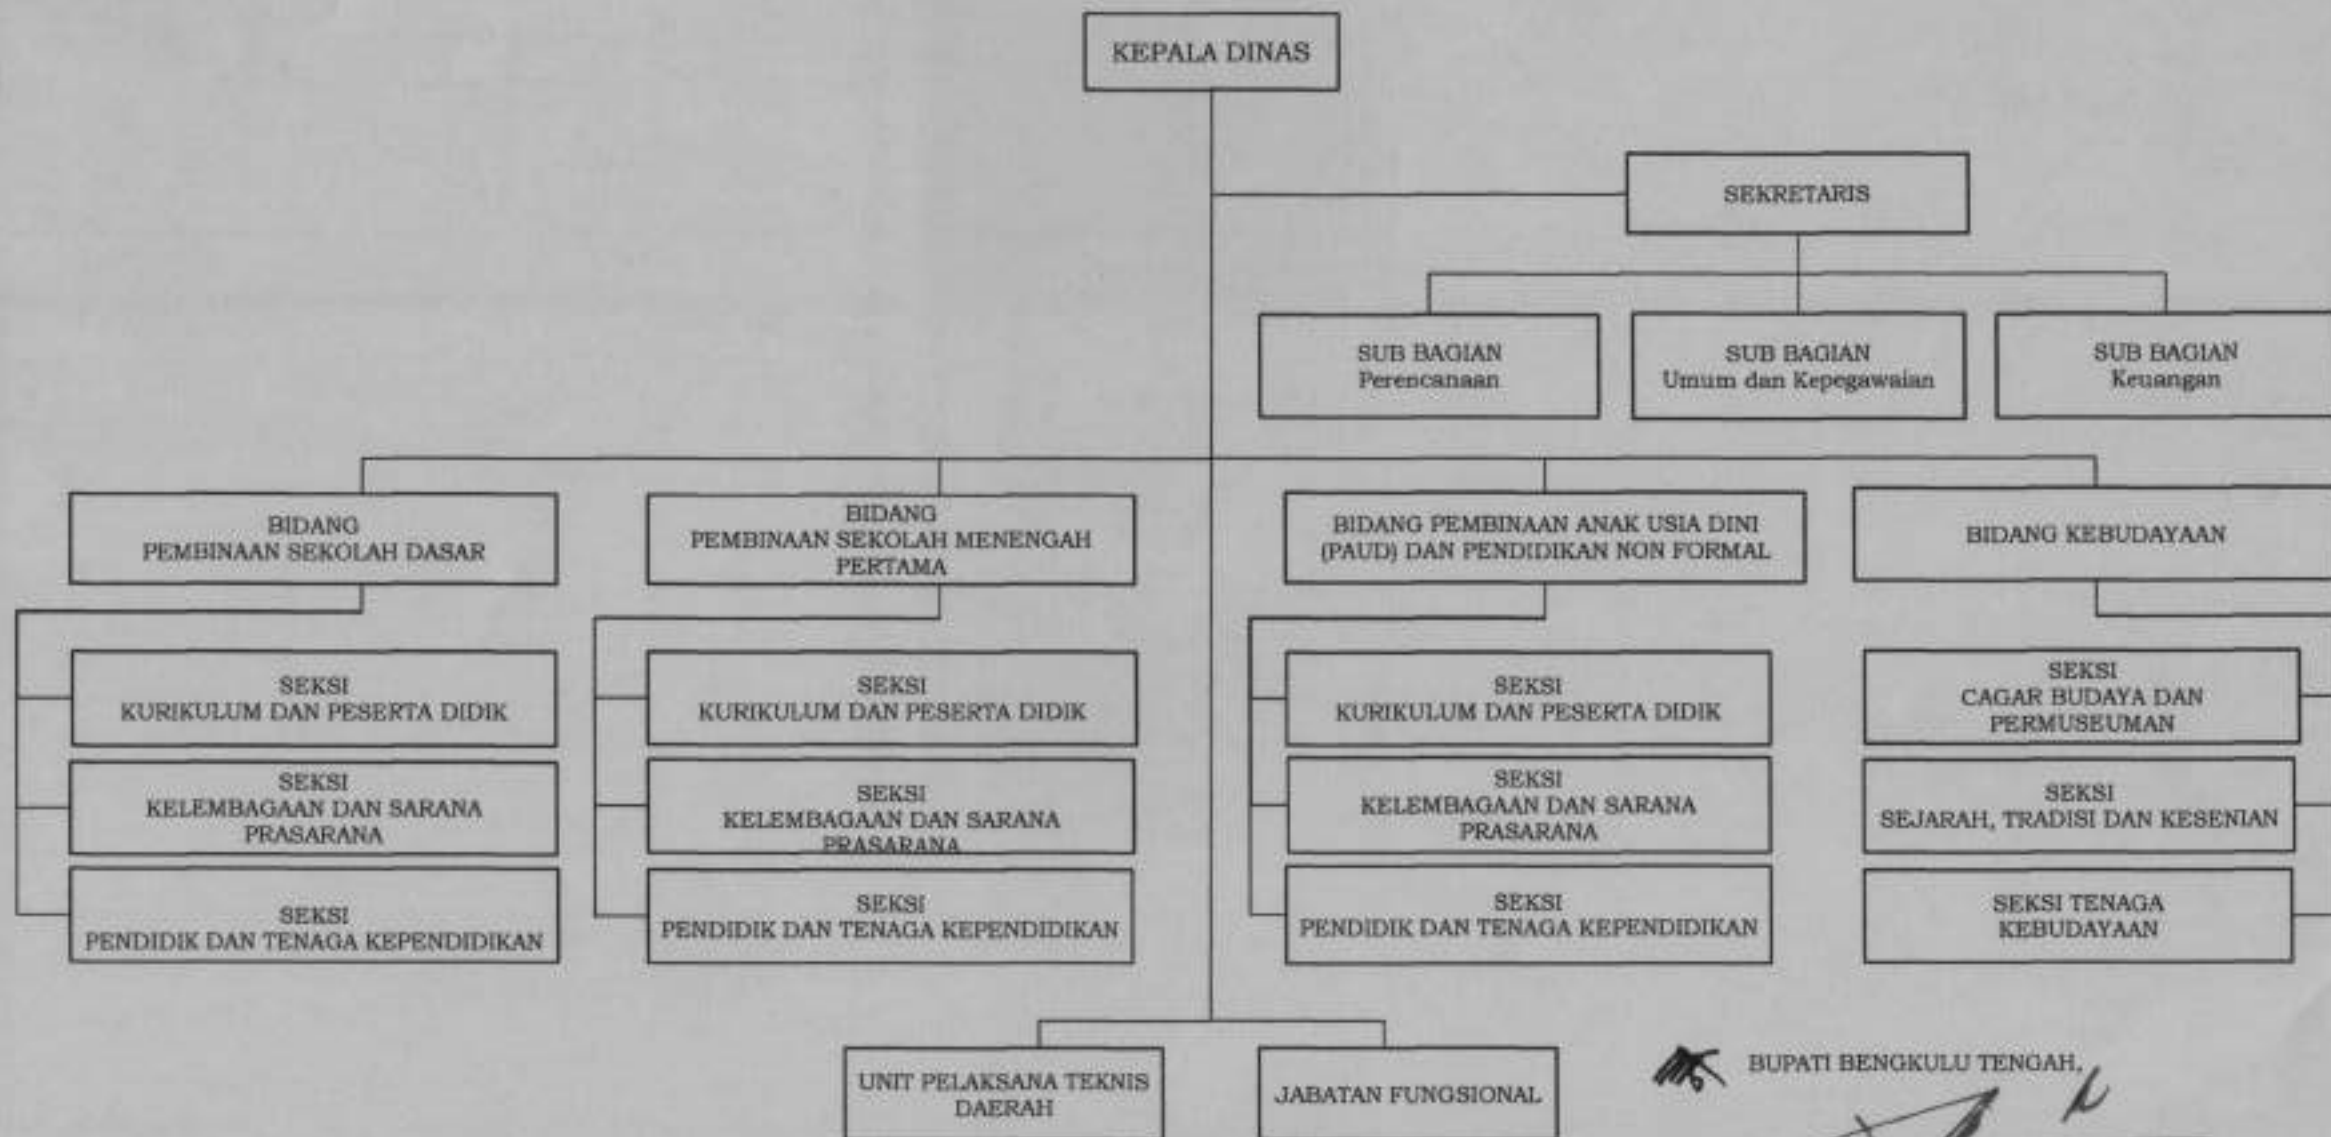 KEPALA DINAS
SEKRETARIS
SUB BAGIAN
Perencanaan
SUB BAGIAN
Umum dan Kepegawaian
SUB BAGIAN
Keuangan
BIDANG
PEMBINAAN SEKOLAH DASAR
BIDANG
PEMBINAAN SEKOLAH MENENGAH
PERTAMA
BIDANG PEMBINAAN ANAK USIA DINI
(PAUD) DAN PENDIDIKAN NON FORMAL
BIDANG KEBUDAYAAN
SEKSI
KURIKULUM DAN PESERTA DIDIK
SEKSI
KELEMBAGAAN DAN SARANA
PRASARANA
SEKSI
PENDIDIK DAN TENAGA KEPENDIDIKAN
SEKSI
KURIKULUM DAN PESERTA DIDIK
SEKSI
KELEMBAGAAN DAN SARANA
PRASARANA
SEKSI
PENDIDIK DAN TENAGA KEPENDIDIKAN
SEKSI
KURIKULUM DAN PESERTA DIDIK
SEKSI
KELEMBAGAAN DAN SARANA
PRASARANA
SEKSI
PENDIDIK DAN TENAGA KEPENDIDIKAN
SEKSI
CAGAR BUDAYA DAN
PERMUSEUMAN
SEKSI
SEJARAH, TRADISI DAN KESENIAN
SEKSI TENAGA
KEBUDAYAAN
UNIT PELAKSANA TEKNIS
DAERAH
JABATAN FUNGSIONAL
BUPATI BENGKULU TENGAH,